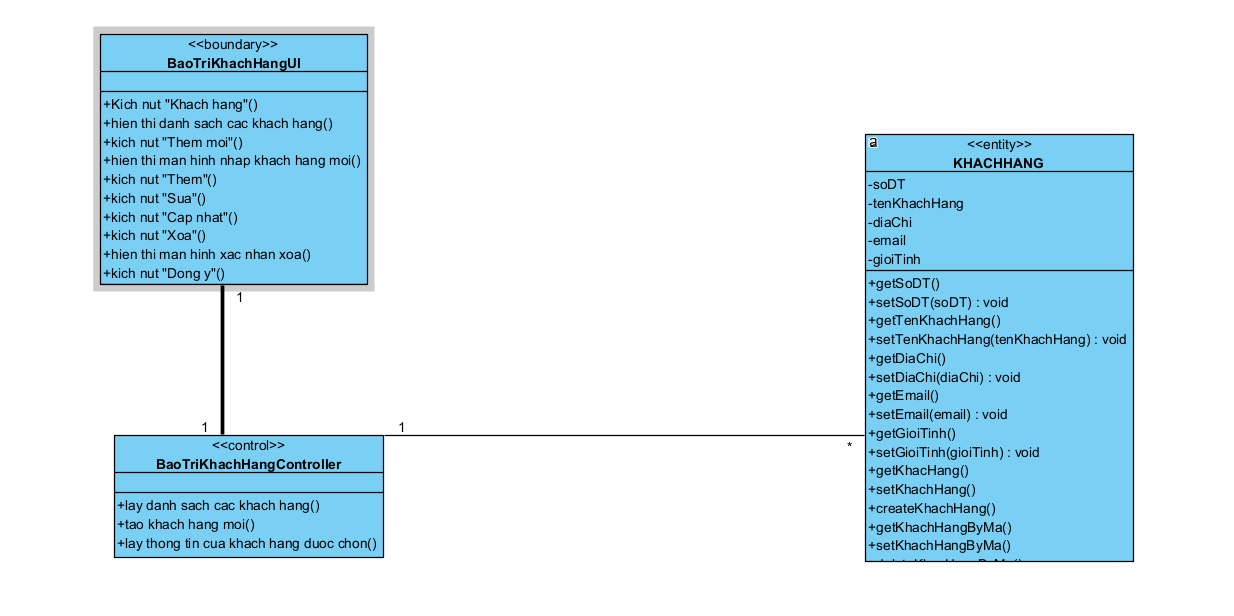 <<boundary>>
BaoTriKhachHangUI
+Kich nut "Khach hang"()
+hien thi danh sach cac khach hang()
+kich nut "Them moi"()
+hien thi man hinh nhap khach hang moi()
+kich nut "Them"()
+kich nut "Sua"()
+kich nut "Cap nhat"()
+kich nut "Xoa"()
+hien thi man hinh xac nhan xoa()
+kich nut "Dong y"()
1
1
<<control>>
BaoTriKhachHangController
+lay danh sach cac khach hang()
+tao khach hang moi()
+lay thong tin cua khach hang duoc chon()
1
*
a
<<entity>>
KHACHHANG
-soDT
-tenKhachHang
-diaChi
-email
-gioiTinh
+getSoDT()
+setSoDT(soDT) : void
+getTenKhachHang()
+setTenKhachHang(tenKhachHang) : void
+getDiaChi()
+setDiaChi(diaChi) : void
+getEmail()
+setEmail(email) : void
+getGioiTinh()
+setGioiTinh(gioiTinh) : void
+getKhacHang()
+setKhachHang()
+createKhachHang()
+getKhachHangByMa()
+setKhachHangByMa()